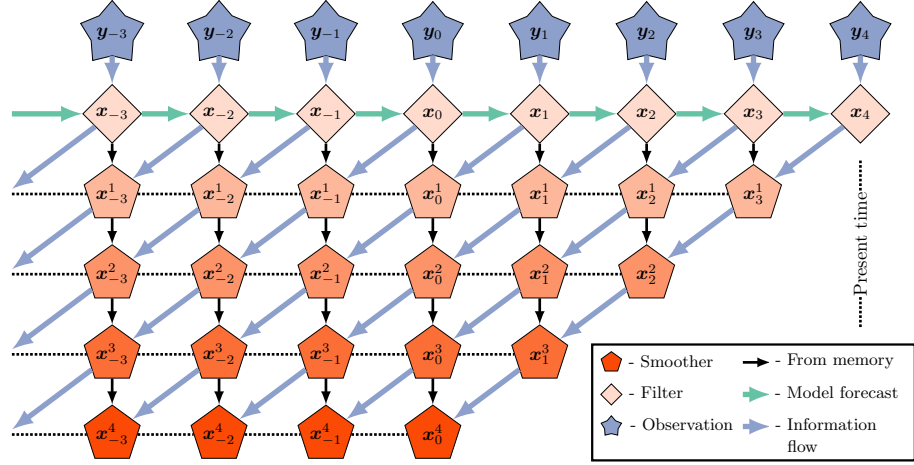 y₋₃ y₋₂ y₋₁ y₀ y₁ y₂ y₃ y₄
x₋₃ x₋₂ x₋₁ x₀ x₁ x₂ x₃ x₄
x¹₋₃ x¹₋₂ x¹₋₁ x¹₀ x¹₁ x¹₂ x¹₃
x²₋₃ x²₋₂ x²₋₁ x²₀ x²₁ x²₂
x³₋₃ x³₋₂ x³₋₁ x³₀ x³₁
x⁴₋₃ x⁴₋₂ x⁴₋₁ x⁴₀
Present time
- Smoother
- Filter
- Observation
- From memory
- Model forecast
- Information
flow